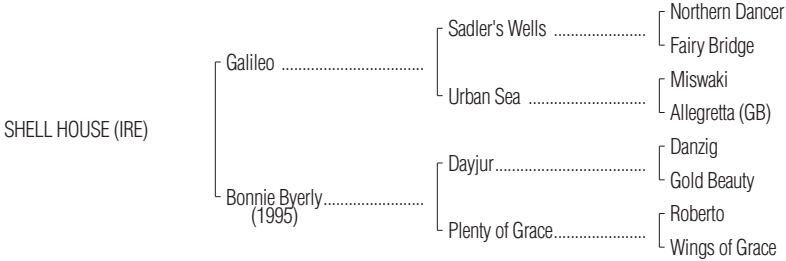 Northern Dancer
Sadler's Wells ......................
Fairy Bridge
Galileo ..................................
Miswaki
Urban Sea ............................
Allegretta (GB)
SHELL HOUSE (IRE)
Danzig
Dayjur....................................
Gold Beauty
Bonnie Byerly........................
(1995)
Roberto
Plenty of Grace......................
Wings of Grace